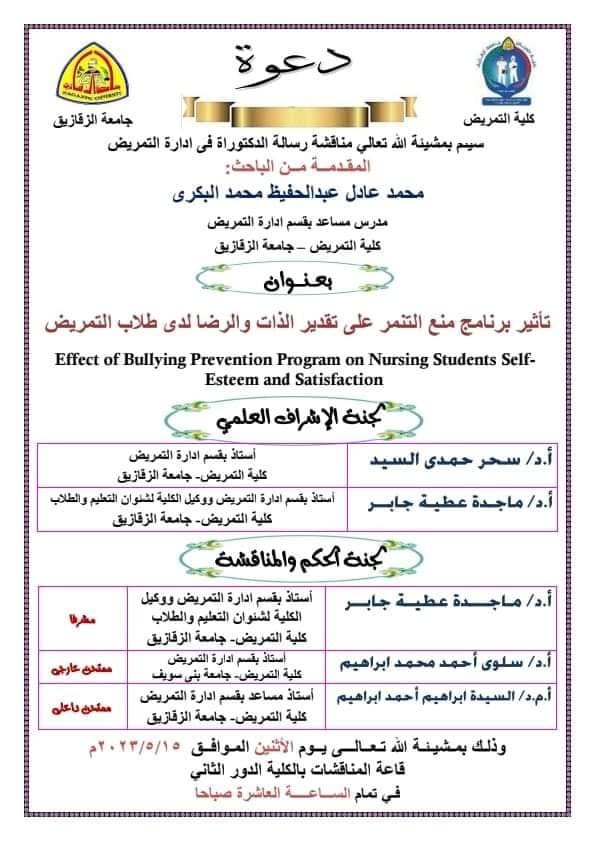 دعوة
كلية التمريض
جامعة الزقازيق
ZAGAZIG UNIVERSITY
سيتم بمشيئة الله تعالي مناقشة رسالة الدكتوراة فى ادارة التمريض
المقدمة من الباحث:
محمد عادل عبدالحفيظ محمد البكرى
مدرس مساعد بقسم ادارة التمريض
كلية التمريض – جامعة الزقازيق
بعنوان
تأثير برنامج منع التنمر على تقدير الذات والرضا لدى طلاب التمريض
Effect of Bullying Prevention Program on Nursing Students Self-
Esteem and Satisfaction
لجنة الإشراف العلمي
أ.د/ سحر حمدى السيد
أستاذ بقسم ادارة التمريض
كلية التمريض- جامعة الزقازيق
أ.د/ ماجدة عطية جابر
أستاذ بقسم ادارة التمريض ووكيل الكلية لشئوان التعليم والطلاب
كلية التمريض- جامعة الزقازيق
لجنة الحكم والمناقشة
أ.د/ ماجدة عطية جابر
أستاذ بقسم ادارة التمريض ووكيل
الكلية لشئوان التعليم والطلاب
كلية التمريض- جامعة الزقازيق
مشرفا
أ.د/ سلوى أحمد محمد ابراهيم
أستاذ بقسم ادارة التمريض
كلية التمريض- جامعة بنى سويف
ممتحن خارجى
أ.م.د/ السيدة ابراهيم أحمد ابراهيم
أستاذ مساعد بقسم ادارة التمريض
كلية التمريض- جامعة الزقازيق
ممتحن داخلى
وذلك بمشيئة الله تعالى يوم الأثنين الموافق ٢٠٢٣/٥/١٥م
قاعة المناقشات بالكلية الدور الثاني
في تمام الساعة العاشرة صباحا